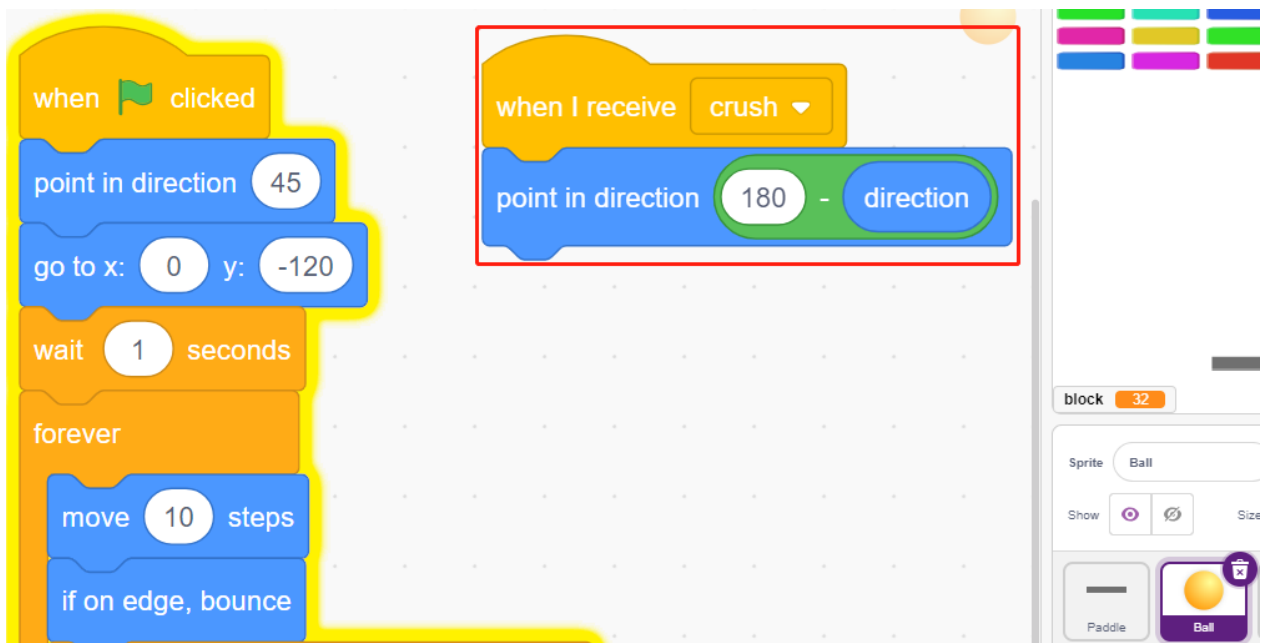 when clicked
point in direction 45
go to x: 0 y: -120
wait 1 seconds
forever
move 10 steps
if on edge, bounce
when I receive crush
point in direction 180 - direction
block 32
Sprite Ball
Show Size
Paddle Ball